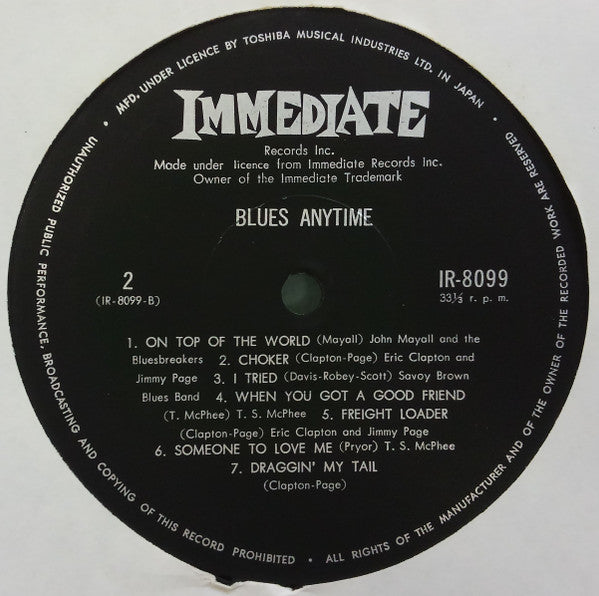 • MFD. UNDER LICENCE BY TOSHIBA MUSICAL INDUSTRIES LTD. IN JAPAN •
IMMEDIATE
Records Inc.
Made under licence from Immediate Records Inc.
Owner of the Immediate Trademark
BLUES ANYTIME
2
(IR-8099-B)
IR-8099
33⅓ r. p. m.
1. ON TOP OF THE WORLD (Mayall) John Mayall and the
Bluesbreakers 2. CHOKER (Clapton-Page) Eric Clapton and
Jimmy Page 3. I TRIED (Davis-Robey-Scott) Savoy Brown
Blues Band 4. WHEN YOU GOT A GOOD FRIEND
(T. McPhee) T. S. McPhee 5. FREIGHT LOADER
(Clapton-Page) Eric Clapton and Jimmy Page
6. SOMEONE TO LOVE ME (Pryor) T. S. McPhee
7. DRAGGIN' MY TAIL
(Clapton-Page)
UNAUTHORIZED PUBLIC PERFORMANCE, BROADCASTING AND COPYING OF THIS RECORD PROHIBITED • ALL RIGHTS OF THE MANUFACTURER AND OF THE OWNER OF THE RECORDED WORK ARE RESERVED